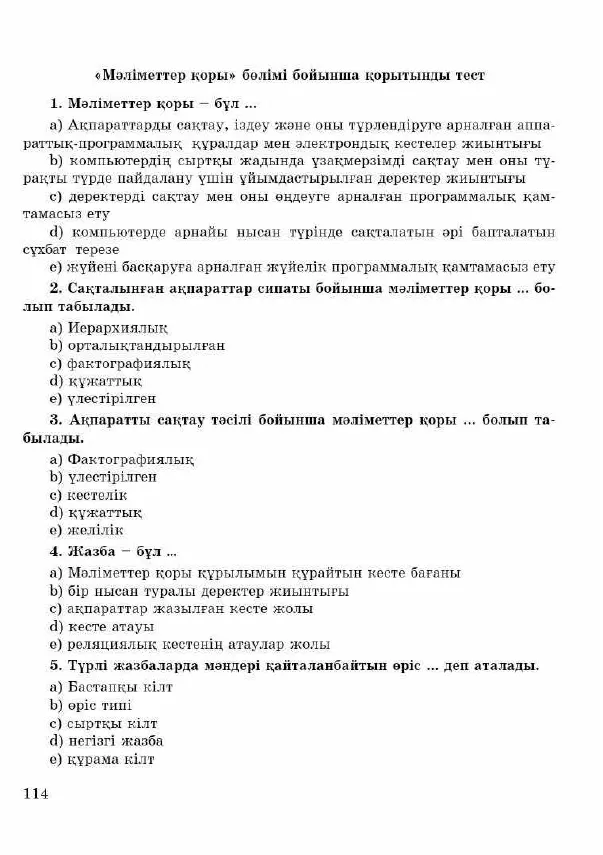 «Мәліметтер қоры» бөлімі бойынша қорытынды тест
1. Мәліметтер қоры – бұл ...
a) Ақпараттарды сақтау, іздеу және оны түрлендіруге арналған аппа-
раттық-программалық құралдар мен электрондық кестелер жиынтығы
b) компьютердің сыртқы жадында ұзақмерзімді сақтау мен оны тұ-
рақты түрде пайдалану үшін ұйымдастырылған деректер жиынтығы
c) деректерді сақтау мен оны өңдеуге арналған программалық қам-
тамасыз ету
d) компьютерде арнайы нысан түрінде сақталатын әрі бапталатын
сұхбат терезе
e) жүйені басқаруға арналған жүйелік программалық қамтамасыз ету
2. Сақталынған ақпараттар сипаты бойынша мәліметтер қоры ... бо-
лып табылады.
a) Иерархиялық
b) орталықтандырылған
c) фактографиялық
d) құжаттық
e) үлестірілген
3. Ақпаратты сақтау тәсілі бойынша мәліметтер қоры ... болып та-
былады.
a) Фактографиялық
b) үлестірілген
c) кестелік
d) құжаттық
e) желілік
4. Жазба – бұл ...
a) Мәліметтер қоры құрылымын құрайтын кесте бағаны
b) бір нысан туралы деректер жиынтығы
c) ақпараттар жазылған кесте жолы
d) кесте атауы
e) реляциялық кестенің атаулар жолы
5. Түрлі жазбаларда мәндері қайталанбайтын өріс ... деп аталады.
a) Бастапқы кілт
b) өріс типі
c) сыртқы кілт
d) негізгі жазба
e) құрама кілт
114